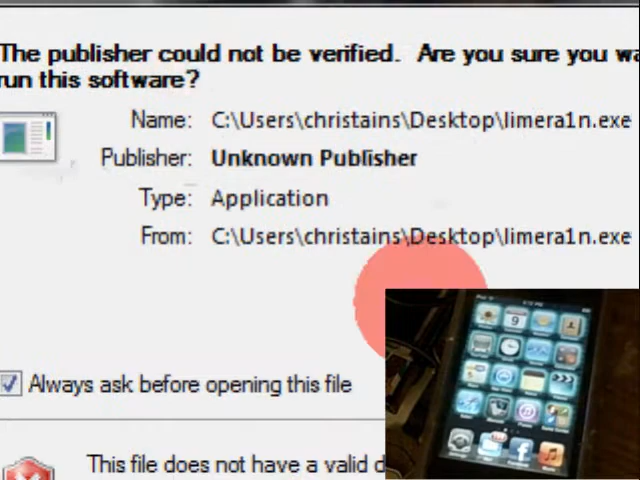 The publisher could not be verified. Are you sure you wa
run this software?
Name: C:\Users\christains\Desktop\limera1n.exe
Publisher: Unknown Publisher
Type: Application
From: C:\Users\christains\Desktop\limera1n.exe
Always ask before opening this file
This file does not have a valid d
9